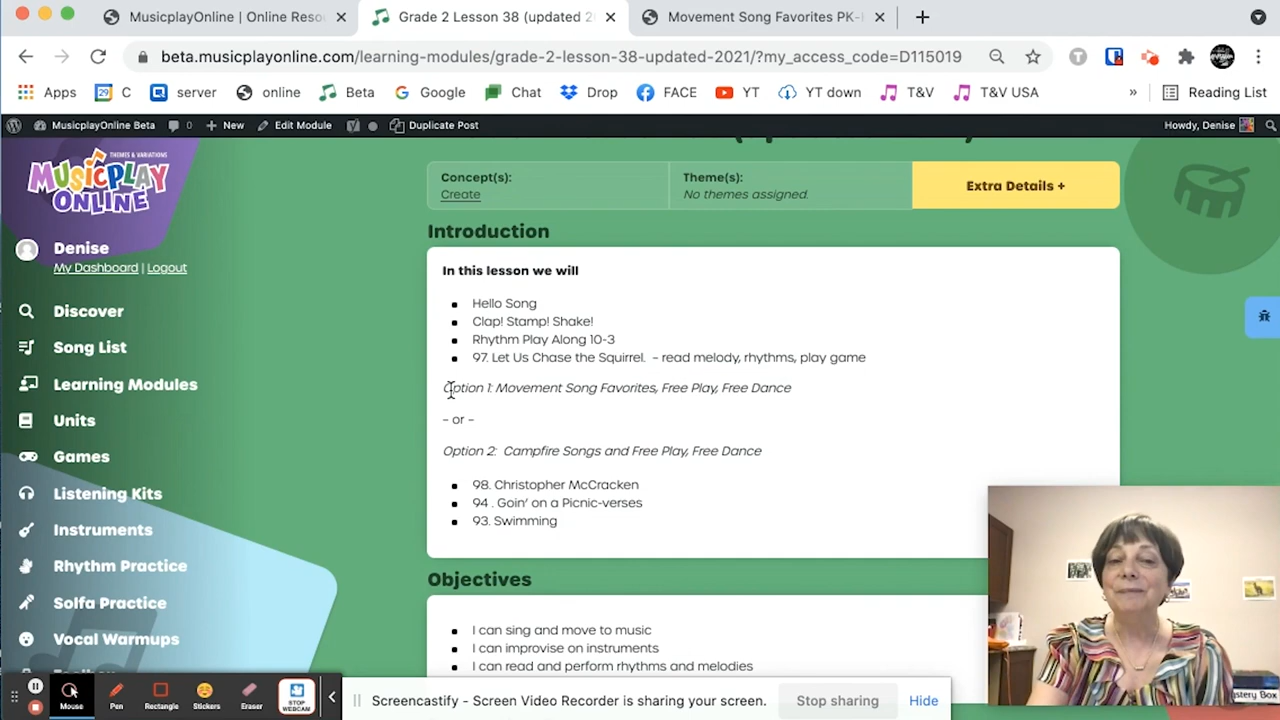 MusicplayOnline | Online Reso
Grade 2 Lesson 38 (updated 2
Movement Song Favorites PK-
beta.musicplayonline.com/learning-modules/grade-2-lesson-38-updated-2021/?my_access_code=D115019
Apps 29 C server online Beta Google Chat Drop FACE YT YT down T&V T&V USA » Reading List
MusicplayOnline Beta 0 + New Edit Module Duplicate Post Howdy, Denise
THEMES & VARIATIONS
MUSICPLAY
ONLINE
Denise
My Dashboard | Logout
Discover
Song List
Learning Modules
Units
Games
Listening Kits
Instruments
Rhythm Practice
Solfa Practice
Vocal Warmups
Concept(s):
Create
Theme(s):
No themes assigned.
Extra Details +
Introduction
In this lesson we will
Hello Song
Clap! Stamp! Shake!
Rhythm Play Along 10-3
97. Let Us Chase the Squirrel. – read melody, rhythms, play game
Option 1: Movement Song Favorites, Free Play, Free Dance
– or –
Option 2: Campfire Songs and Free Play, Free Dance
98. Christopher McCracken
94 . Goin' on a Picnic-verses
93. Swimming
Objectives
I can sing and move to music
I can improvise on instruments
I can read and perform rhythms and melodies
Mouse Pen Rectangle Stickers Eraser STOP WEBCAM
Screencastify - Screen Video Recorder is sharing your screen. Stop sharing Hide
Mystery Box